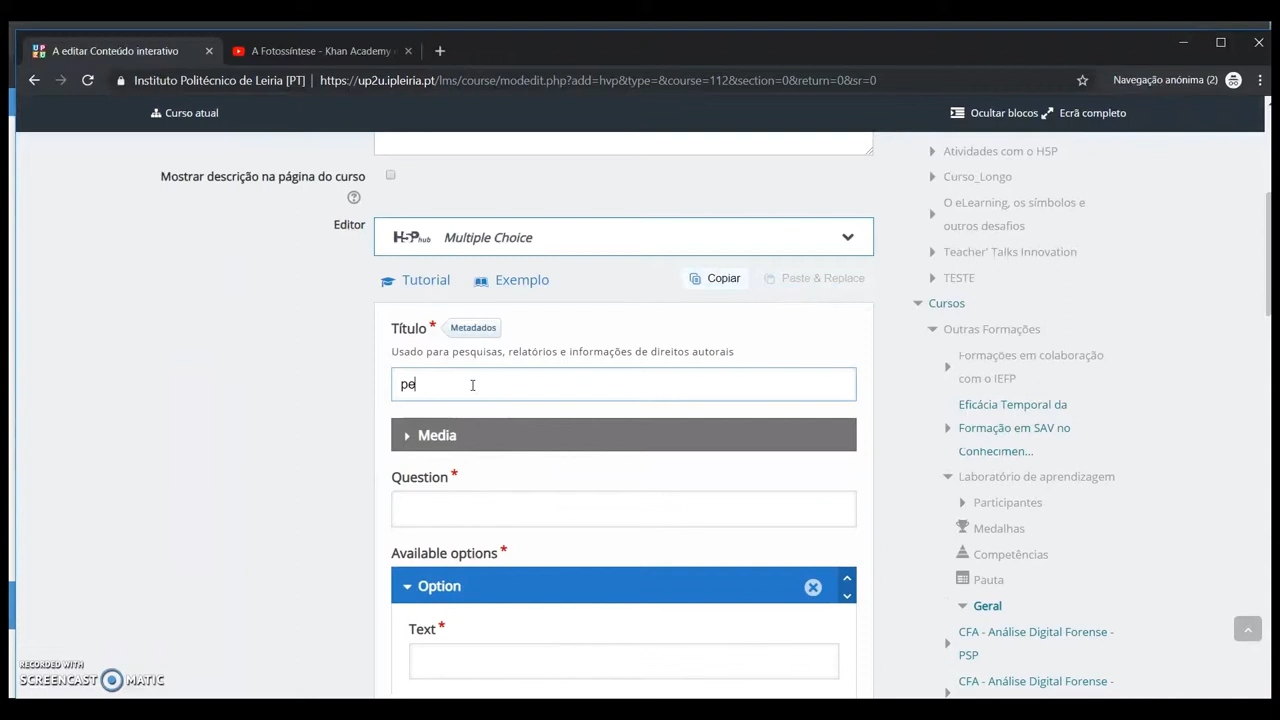 A editar Conteúdo interativo
A Fotossíntese - Khan Academy
Instituto Politécnico de Leiria [PT]
https://up2u.ipleiria.pt/lms/course/modedit.php?add=hvp&type=&course=112&section=0&return=0&sr=0
Navegação anónima (2)
Curso atual
Ocultar blocos
Ecrã completo
Mostrar descrição na página do curso
Editor
H5P hub Multiple Choice
Tutorial
Exemplo
Copiar
Paste & Replace
Título *
Metadados
Usado para pesquisas, relatórios e informações de direitos autorais
pe
Media
Question *
Available options *
Option
Text *
Atividades com o H5P
Curso_Longo
O eLearning, os símbolos e
outros desafios
Teacher' Talks Innovation
TESTE
Cursos
Outras Formações
Formações em colaboração
com o IEFP
Eficácia Temporal da
Formação em SAV no
Conhecimen...
Laboratório de aprendizagem
Participantes
Medalhas
Competências
Pauta
Geral
CFA - Análise Digital Forense -
PSP
CFA - Análise Digital Forense -
RECORDED WITH
SCREENCAST MATIC